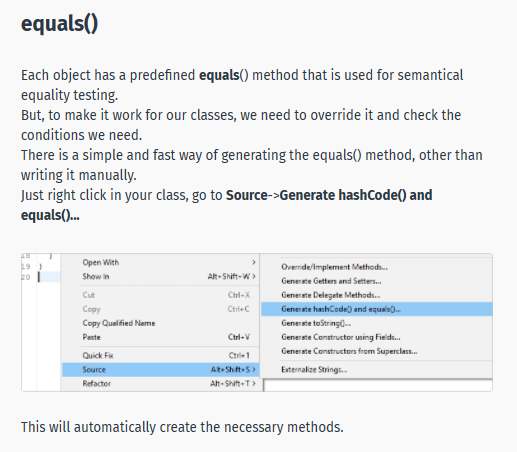 equals()
Each object has a predefined equals() method that is used for semantical
equality testing.
But, to make it work for our classes, we need to override it and check the
conditions we need.
There is a simple and fast way of generating the equals() method, other than
writing it manually.
Just right click in your class, go to Source->Generate hashCode() and
equals()...
18 }
19 }
20
Open With >
Show In Alt+Shift+W >
Cut Ctrl+X
Copy Ctrl+C
Copy Qualified Name
Paste Ctrl+V
Quick Fix Ctrl+1
Source Alt+Shift+S >
Refactor Alt+Shift+T >
Override/Implement Methods...
Generate Getters and Setters...
Generate Delegate Methods...
Generate hashCode() and equals()...
Generate toString()...
Generate Constructor using Fields...
Generate Constructors from Superclass...
Externalize Strings...
This will automatically create the necessary methods.